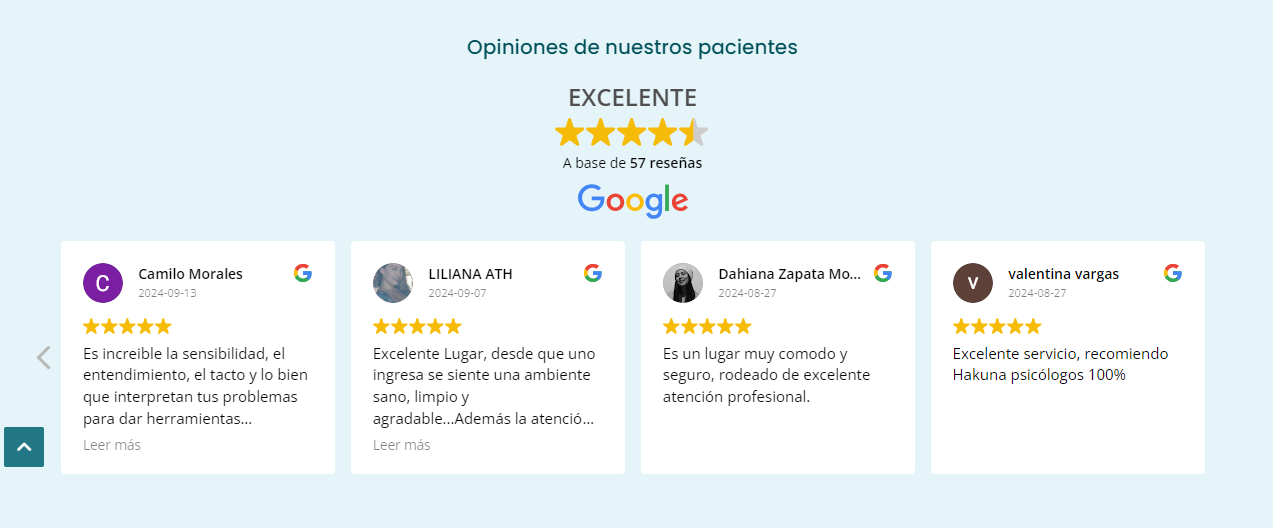 Opiniones de nuestros pacientes
EXCELENTE
A base de 57 reseñas
Google
C
Camilo Morales
2024-09-13
Es increible la sensibilidad, el
entendimiento, el tacto y lo bien
que interpretan tus problemas
para dar herramientas...
Leer más
LILIANA ATH
2024-09-07
Excelente Lugar, desde que uno
ingresa se siente una ambiente
sano, limpio y
agradable...Además la atenció...
Leer más
Dahiana Zapata Mo...
2024-08-27
Es un lugar muy comodo y
seguro, rodeado de excelente
atención profesional.
v
valentina vargas
2024-08-27
Excelente servicio, recomiendo
Hakuna psicólogos 100%